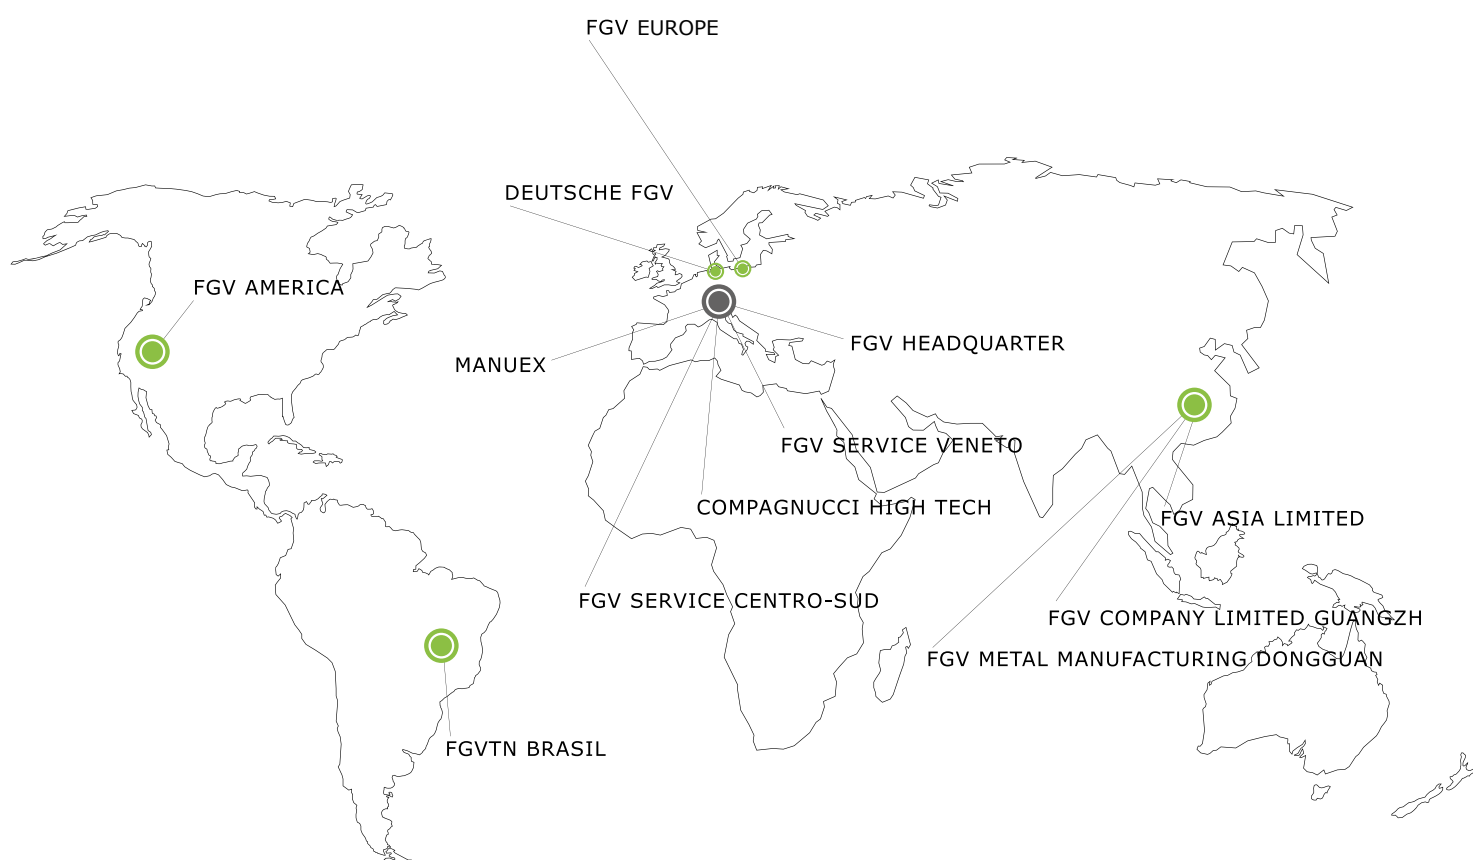 FGV EUROPE
DEUTSCHE FGV
FGV AMERICA
FGV HEADQUARTER
MANUEX
FGV SERVICE VENETO
COMPAGNUCCI HIGH TECH
FGV ASIA LIMITED
FGV SERVICE CENTRO-SUD
FGV COMPANY LIMITED GUANGZH
FGV METAL MANUFACTURING DONGGUAN
FGVTN BRASIL